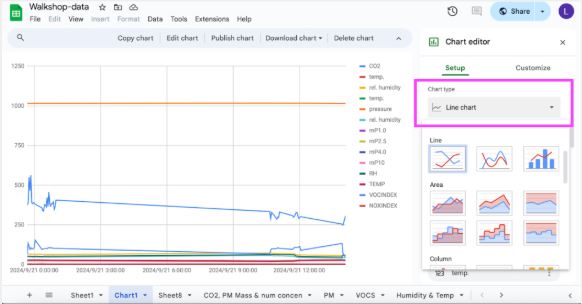 Walkshop-data
File Edit View Insert Format Data Tools Extensions Help
Share
L
Copy chart Edit chart Publish chart Download chart Delete chart
Chart editor
Setup Customize
Chart type
Line chart
Line
Area
Column
temp.
1250
1000
750
500
250
0
2024/9/21 0:00:00 2024/9/21 3:00:00 2024/9/21 6:00:00 2024/9/21 9:00:00 2024/9/21 12:00:00
CO2
temp.
rel. humidity
temp.
pressure
rel. humidity
mP1.0
mP2.5
mP4.0
mP10
RH
TEMP
VOCINDEX
NOXINDEX
Sheet1 Chart1 Sheet8 CO2, PM Mass & num concen PM VOCS Humidity & Temp